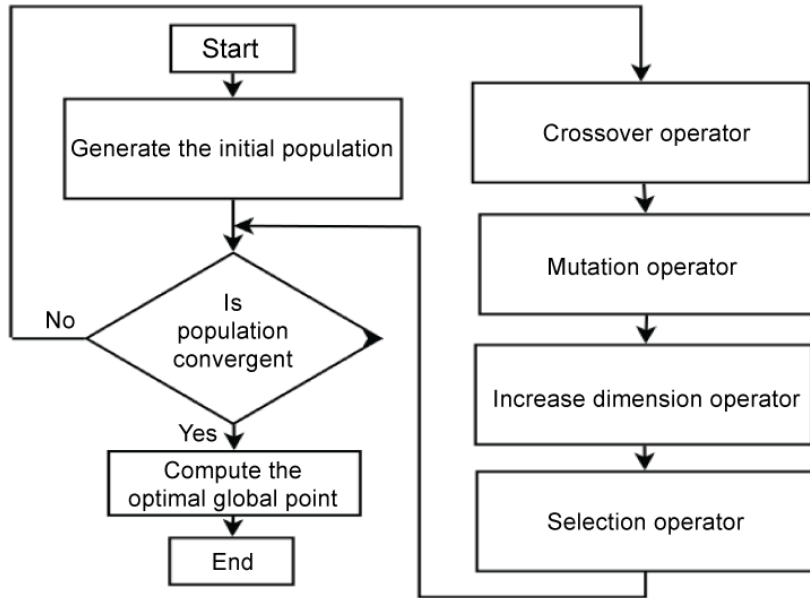 Start
Generate the initial population
Is
population
convergent
No
Yes
Compute the
optimal global point
End
Crossover operator
Mutation operator
Increase dimension operator
Selection operator